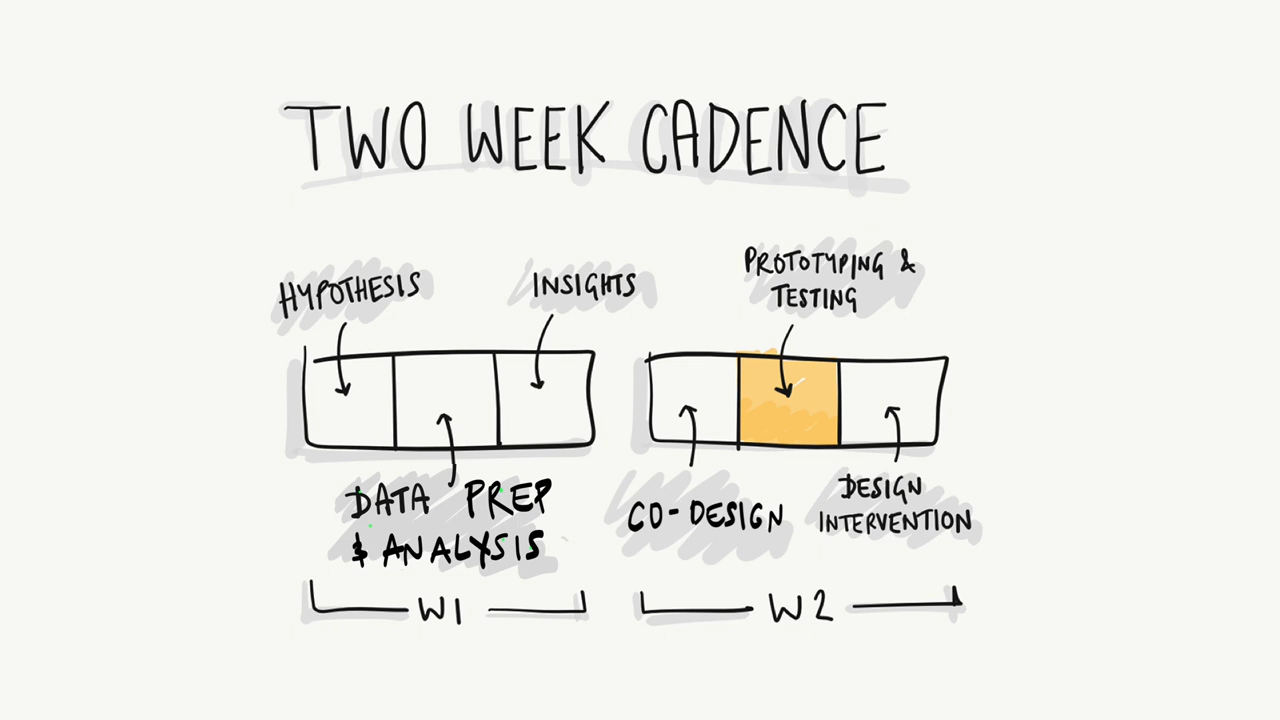 TWO WEEK CADENCE
HYPOTHESIS
INSIGHTS
PROTOTYPING &
TESTING
DATA PREP
& ANALYSIS
CO-DESIGN
DESIGN
INTERVENTION
W1
W2